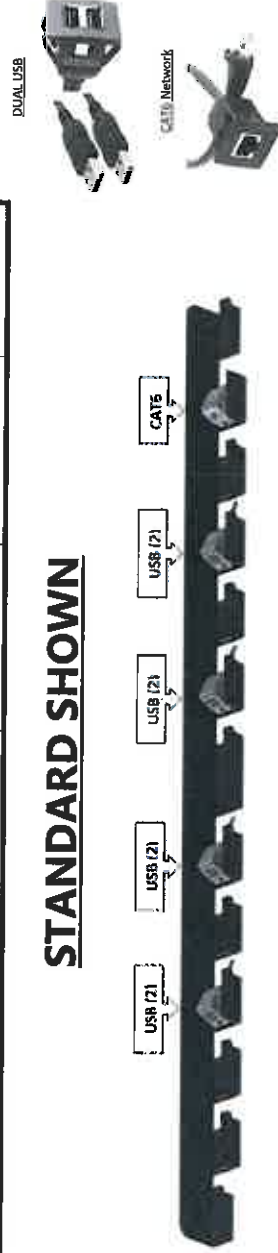 DUAL USB
CAT6 Network
STANDARD SHOWN
USB (2)
USB (2)
USB (2)
USB (2)
CAT6